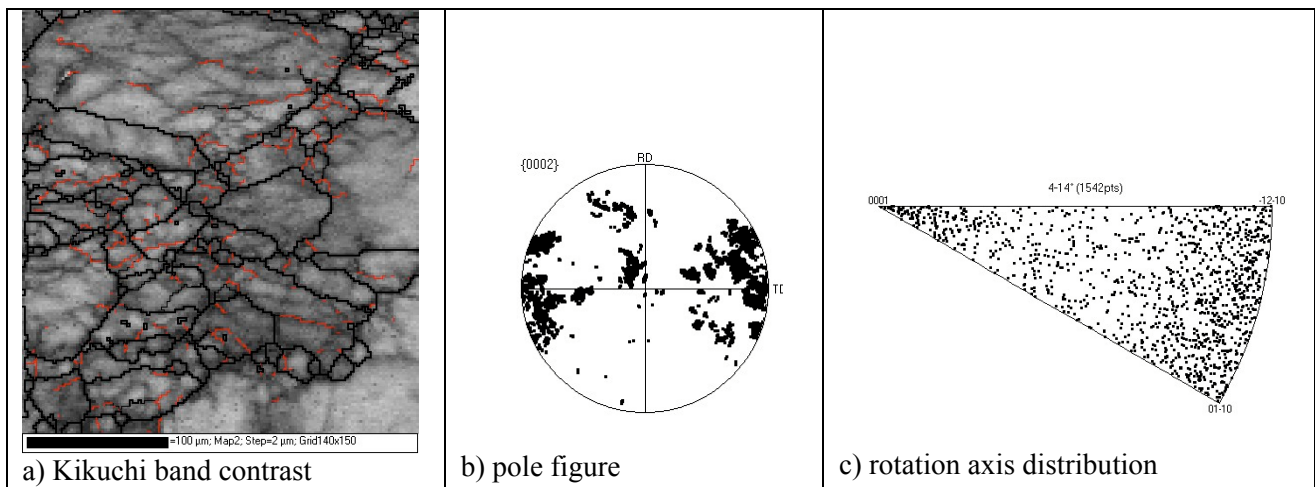 =100 µm; Map2; Step=2 µm; Grid140x150
a) Kikuchi band contrast
{0002}
RD
TD
b) pole figure
4-14° (1542pts)
0001
-12-10
01-10
c) rotation axis distribution